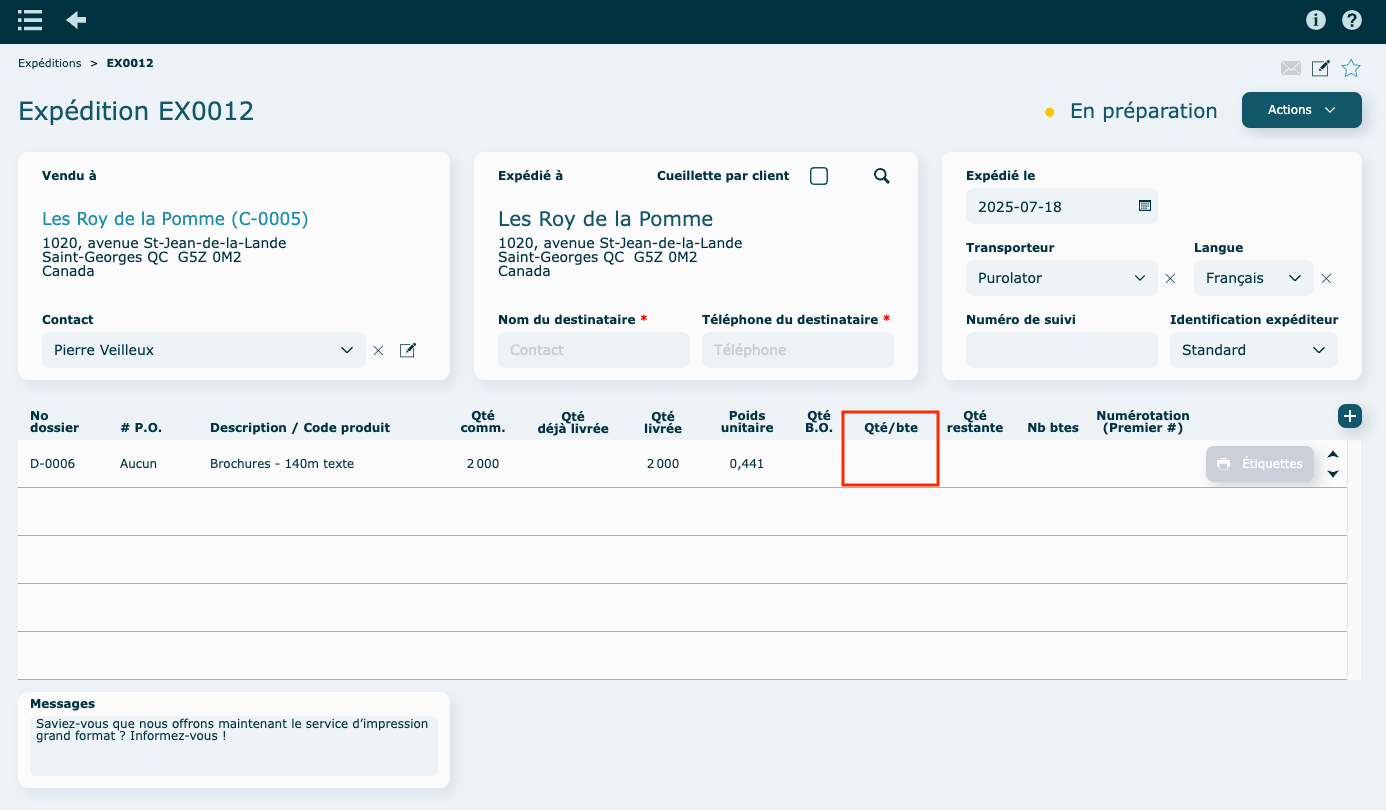 Expéditions > EX0012
Expédition EX0012
En préparation
Actions
Vendu à
Les Roy de la Pomme (C-0005)
1020, avenue St-Jean-de-la-Lande
Saint-Georges QC  G5Z 0M2
Canada
Contact
Pierre Veilleux
Expédié à
Cueillette par client
Les Roy de la Pomme
1020, avenue St-Jean-de-la-Lande
Saint-Georges QC  G5Z 0M2
Canada
Nom du destinataire * Téléphone du destinataire *
Contact Téléphone
Expédié le
2025-07-18
Transporteur Langue
Purolator Français
Numéro de suivi Identification expéditeur
Standard
No dossier
# P.O.
Description / Code produit
Qté comm.
Qté déjà livrée
Qté livrée
Poids unitaire
Qté B.O.
Qté/bte
Qté restante
Nb btes
Numérotation (Premier #)
D-0006 Aucun Brochures - 140m texte 2 000 2 000 0,441 Étiquettes
Messages
Saviez-vous que nous offrons maintenant le service d’impression
grand format ? Informez-vous !